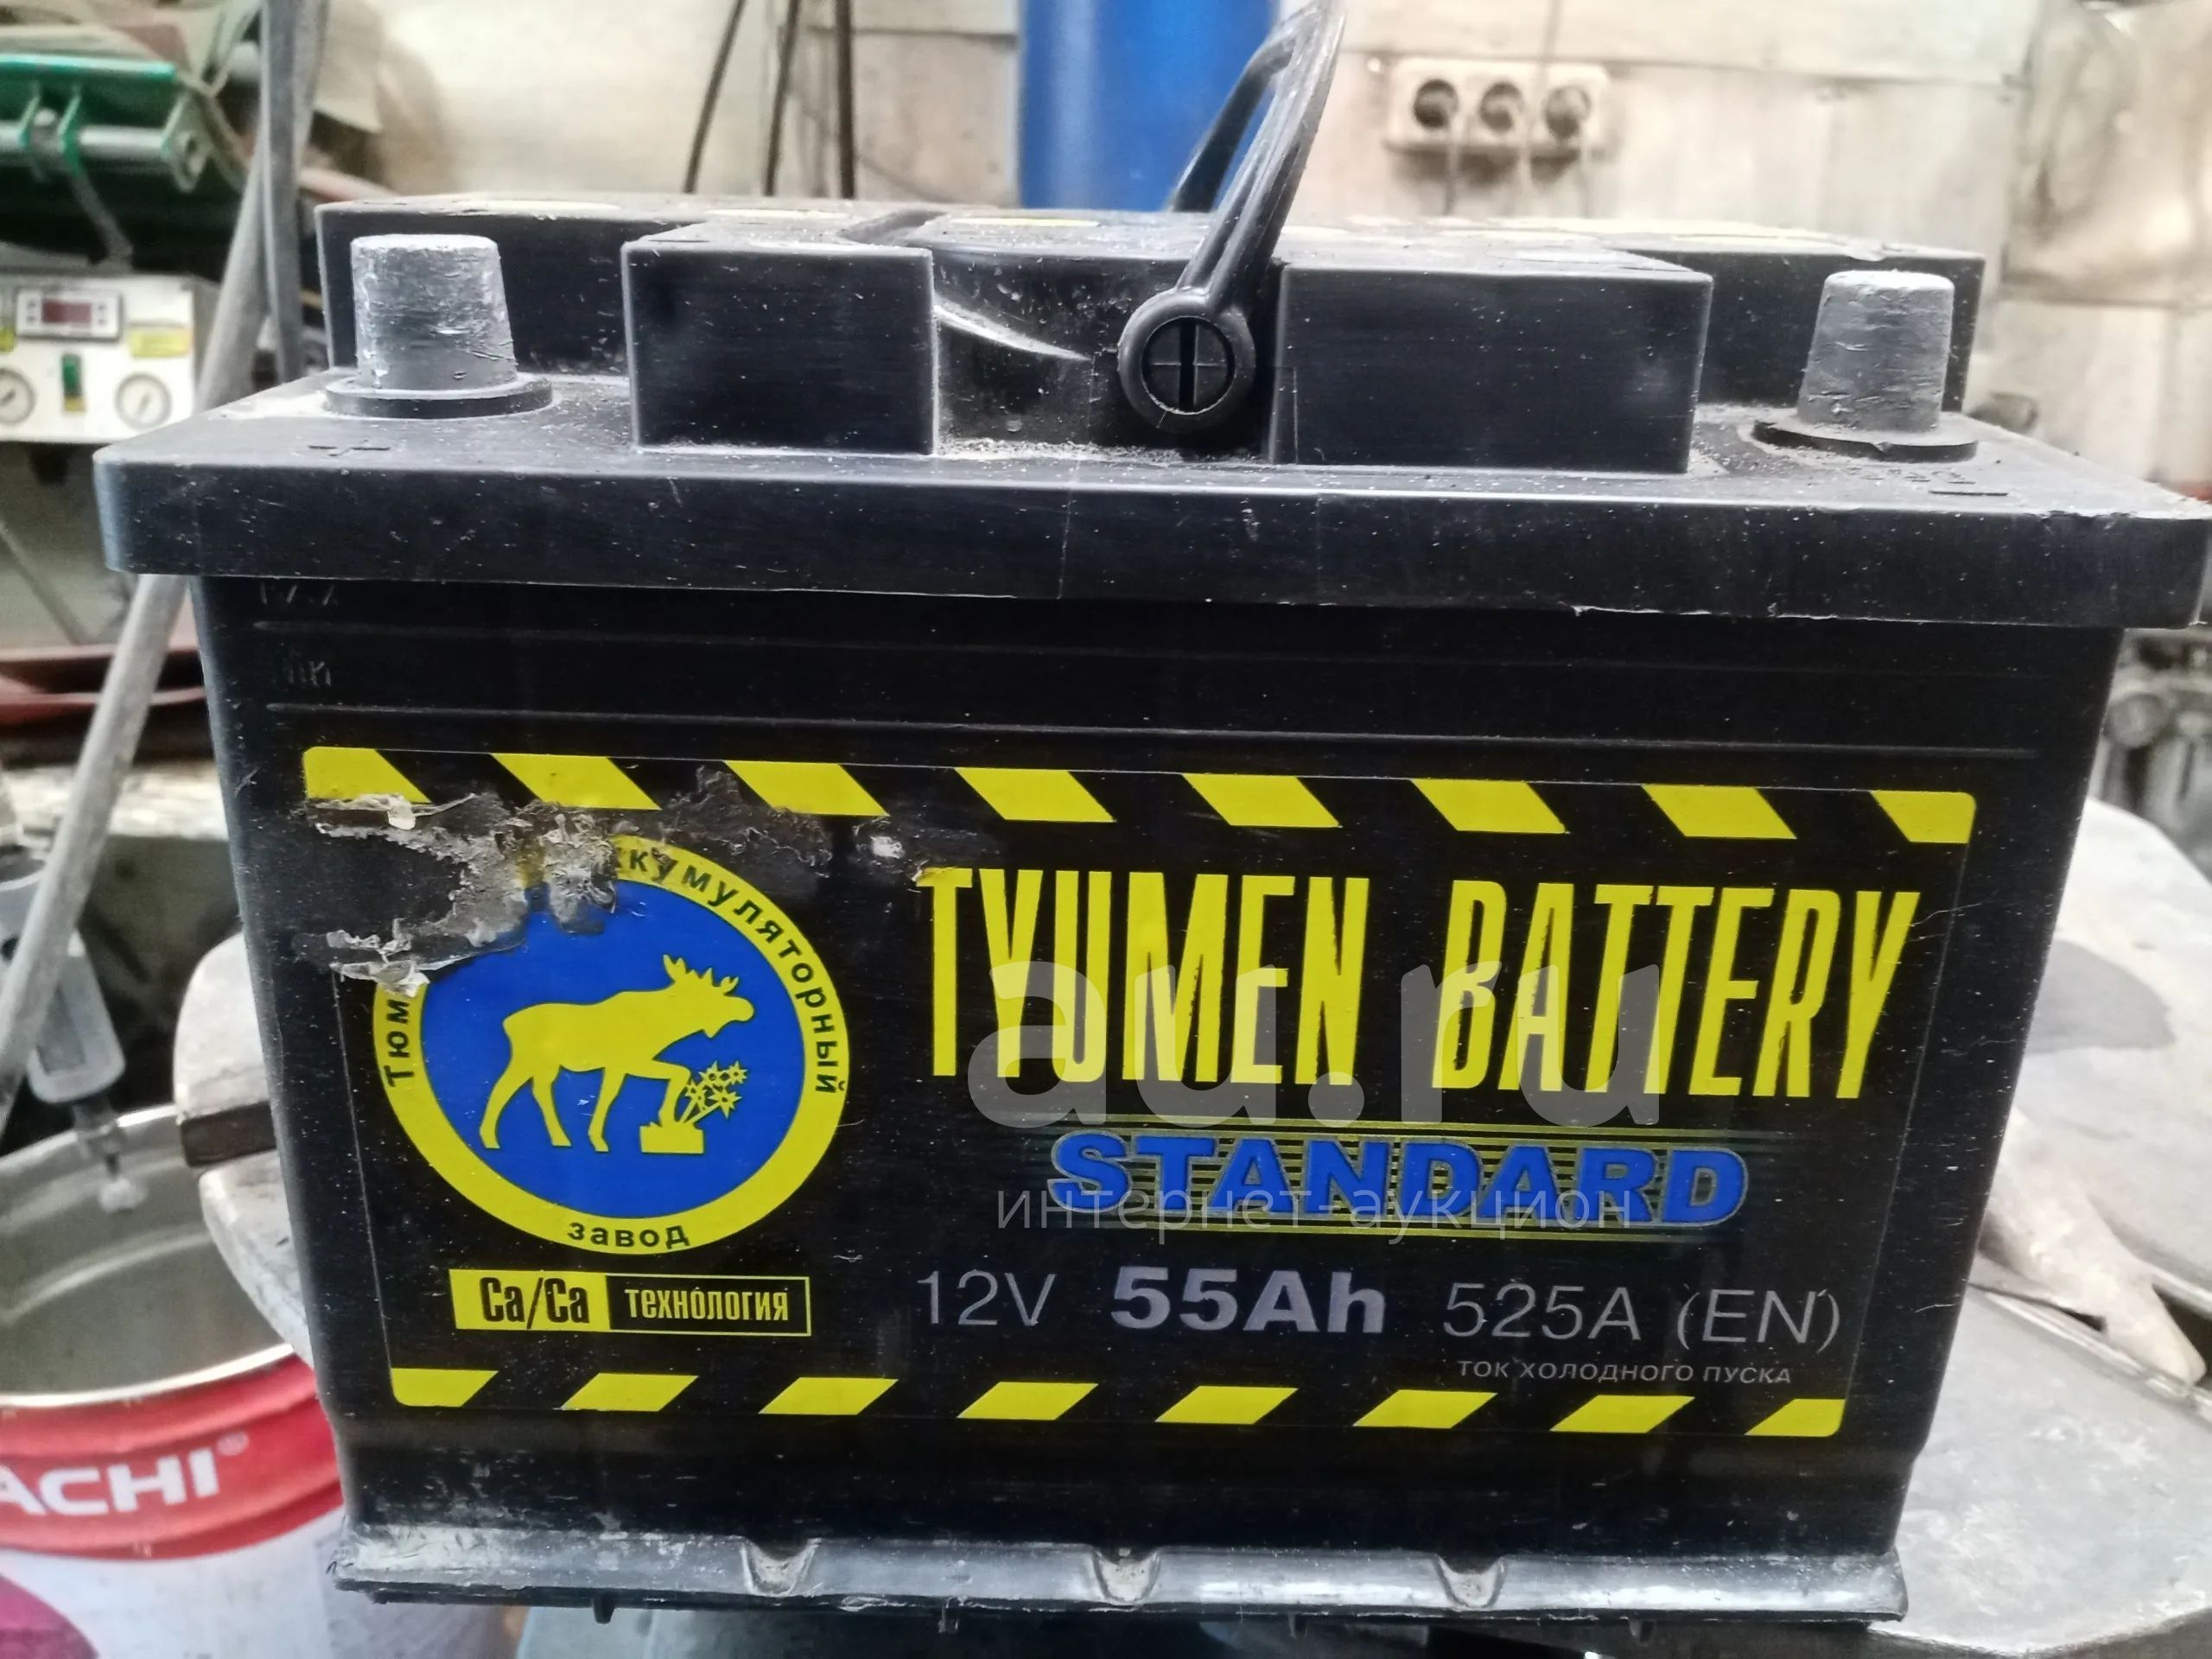 ТЮМ ККУМУЛЯТОРНЫЙ
ЗАВОД
TYUMEN BATTERY
au.ru
STANDARD
интернет-аукцион
Ca/Ca ТЕХНОЛОГИЯ
12V 55Ah 525A (EN)
ТОК ХОЛОДНОГО ПУСКА
ACHI